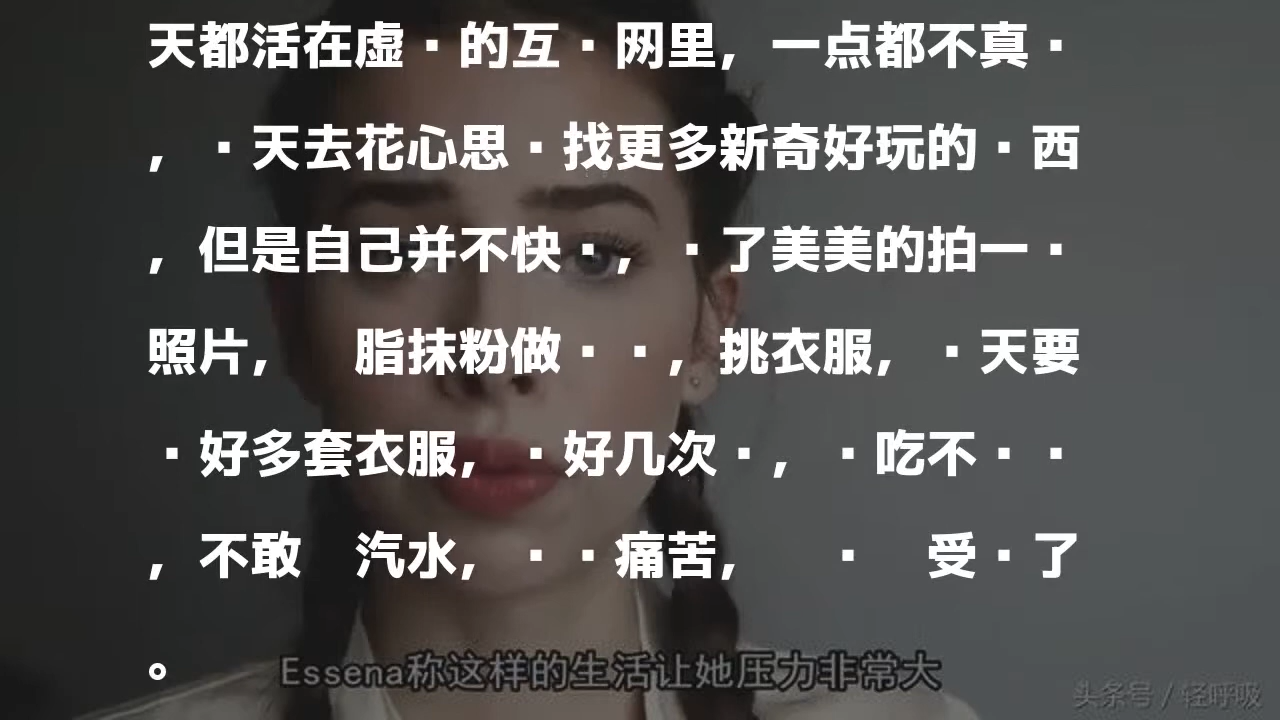 天都活在虚·的互·网里，一点都不真·
，·天去花心思·找更多新奇好玩的·西
，但是自己并不快·，·了美美的拍一·
照片，　脂抹粉做··，挑衣服，·天要
·好多套衣服，·好几次·，·吃不··
，不敢　汽水，··痛苦，　·　受·了
。
Essena称这样的生活让她压力非常大
头条号 / 轻呼吸